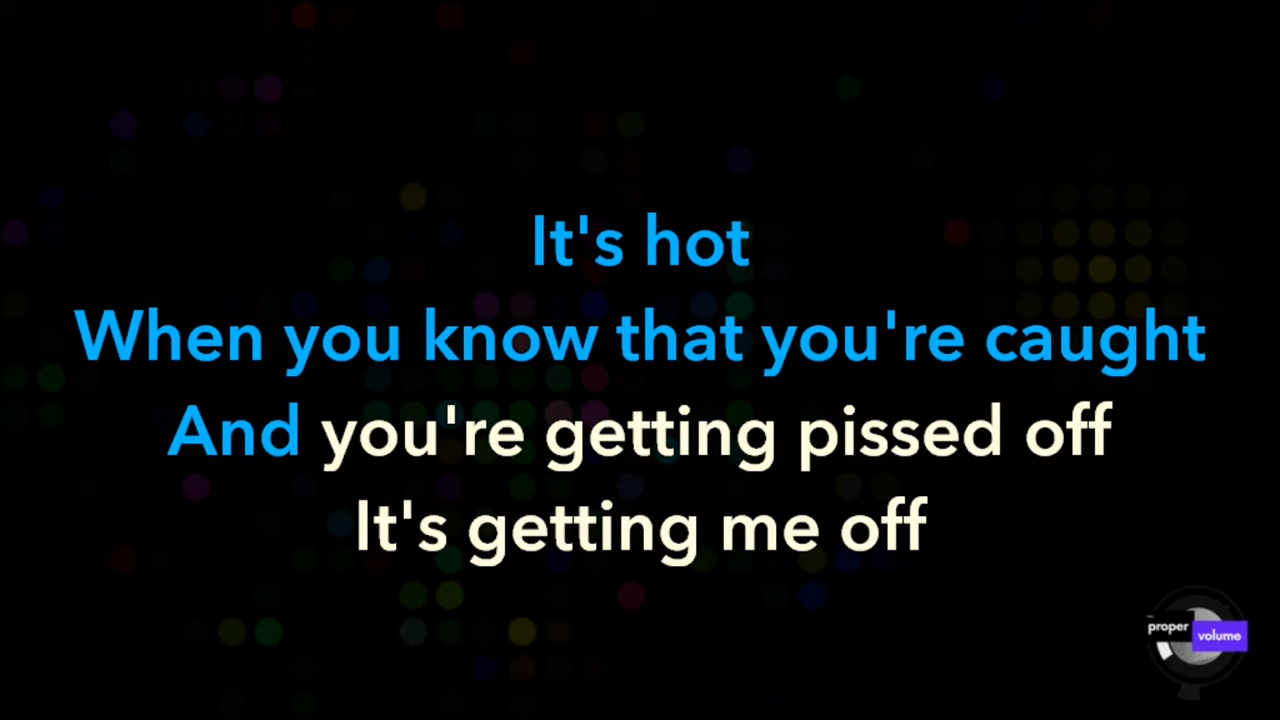 It's hot
When you know that you're caught
And you're getting pissed off
It's getting me off
proper
volume